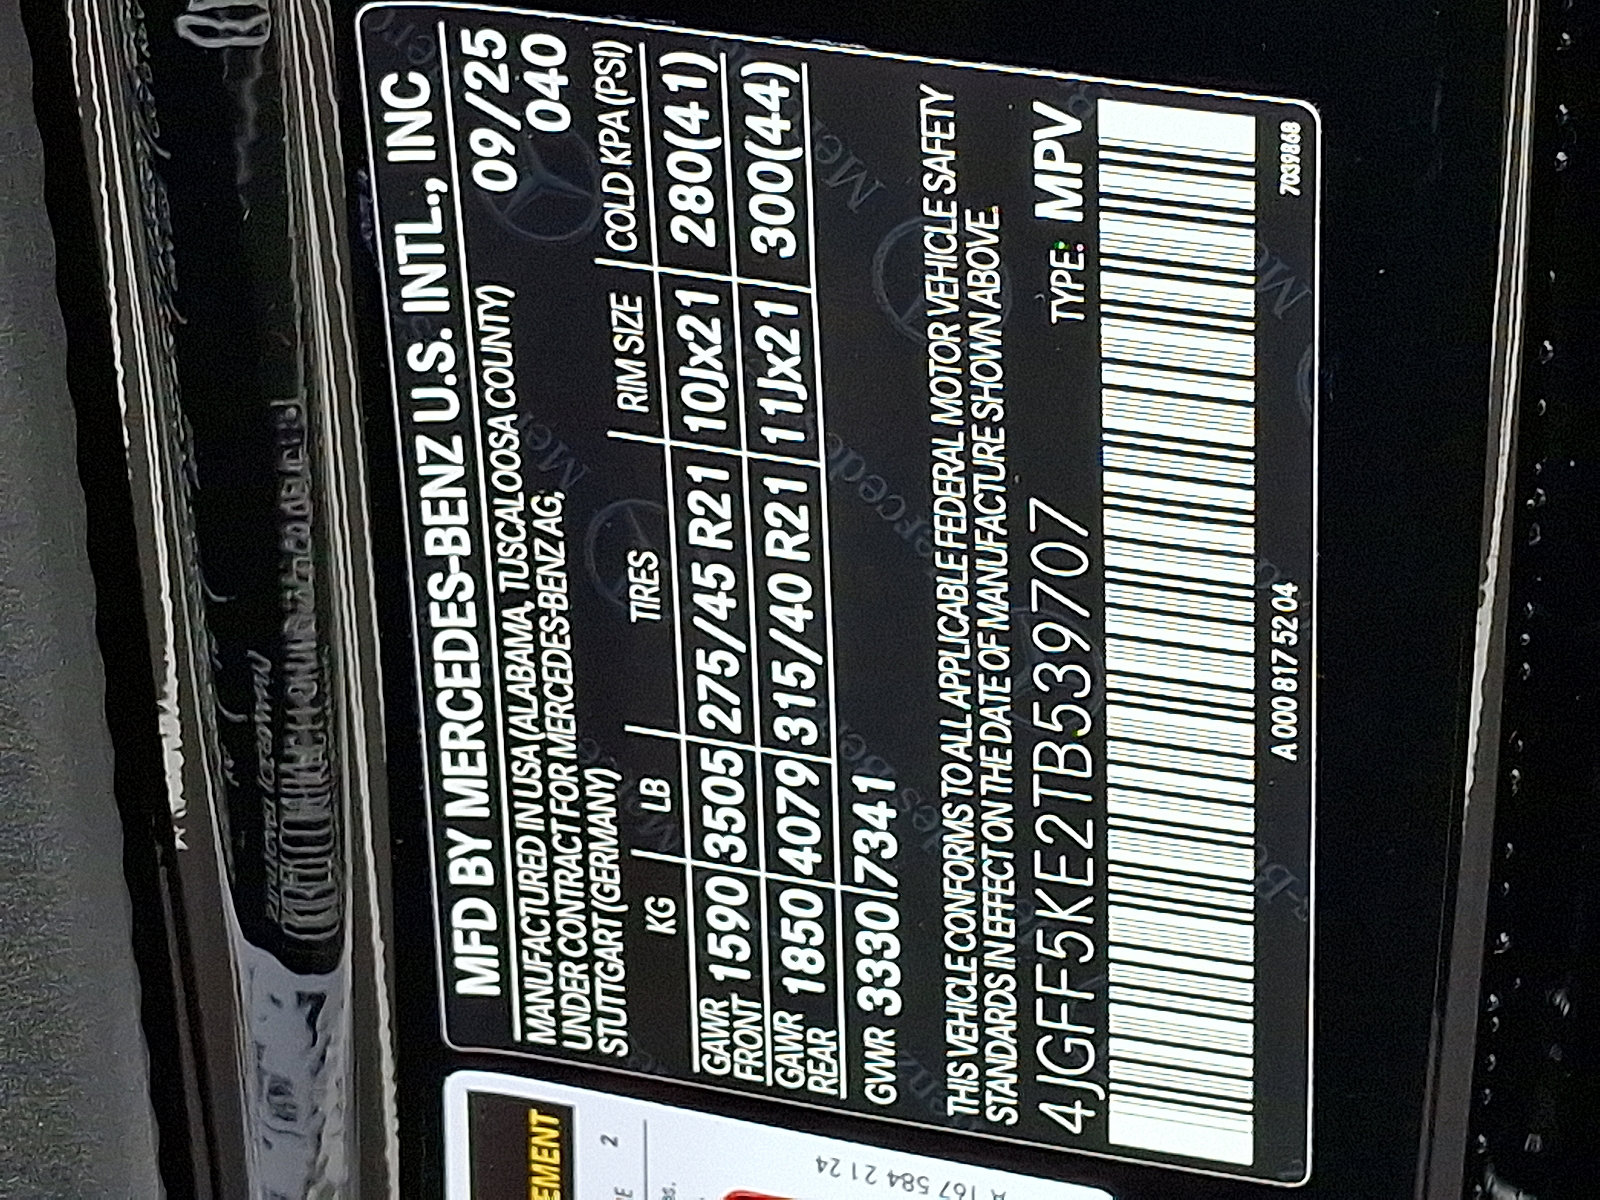 MFD BY MERCEDES-BENZ U.S. INTL., INC
MANUFACTURED IN USA (ALABAMA, TUSCALOOSA COUNTY) 09/25
UNDER CONTRACT FOR MERCEDES-BENZ AG, 040
STUTTGART (GERMANY)
KG LB TIRES RIM SIZE COLD KPA (PSI)
GAWR FRONT 1590 3505 275/45 R21 10Jx21 280(41)
GAWR REAR 1850 4079 315/40 R21 11Jx21 300(44)
GVWR 3330 7341
THIS VEHICLE CONFORMS TO ALL APPLICABLE FEDERAL MOTOR VEHICLE SAFETY
STANDARDS IN EFFECT ON THE DATE OF MANUFACTURE SHOWN ABOVE.
4JGFF5KE2TB539707 TYPE: MPV
A 000 817 52 04
7039868
EMENT
2
A 167 584 21 24